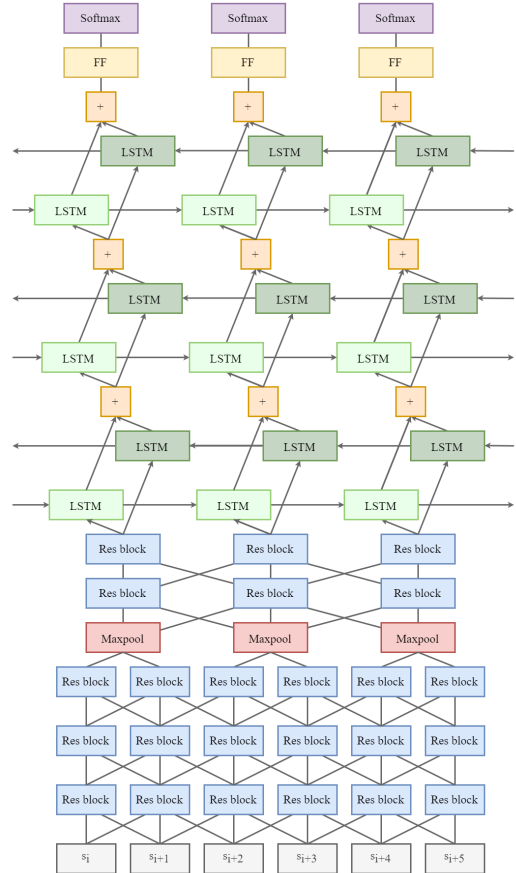 Softmax Softmax Softmax
FF FF FF
+ + +
LSTM LSTM LSTM
LSTM LSTM LSTM
+ + +
LSTM LSTM LSTM
LSTM LSTM LSTM
+ + +
LSTM LSTM LSTM
LSTM LSTM LSTM
Res block Res block Res block
Res block Res block Res block
Maxpool Maxpool Maxpool
Res block Res block Res block Res block Res block Res block
Res block Res block Res block Res block Res block Res block
Res block Res block Res block Res block Res block Res block
si si+1 si+2 si+3 si+4 si+5